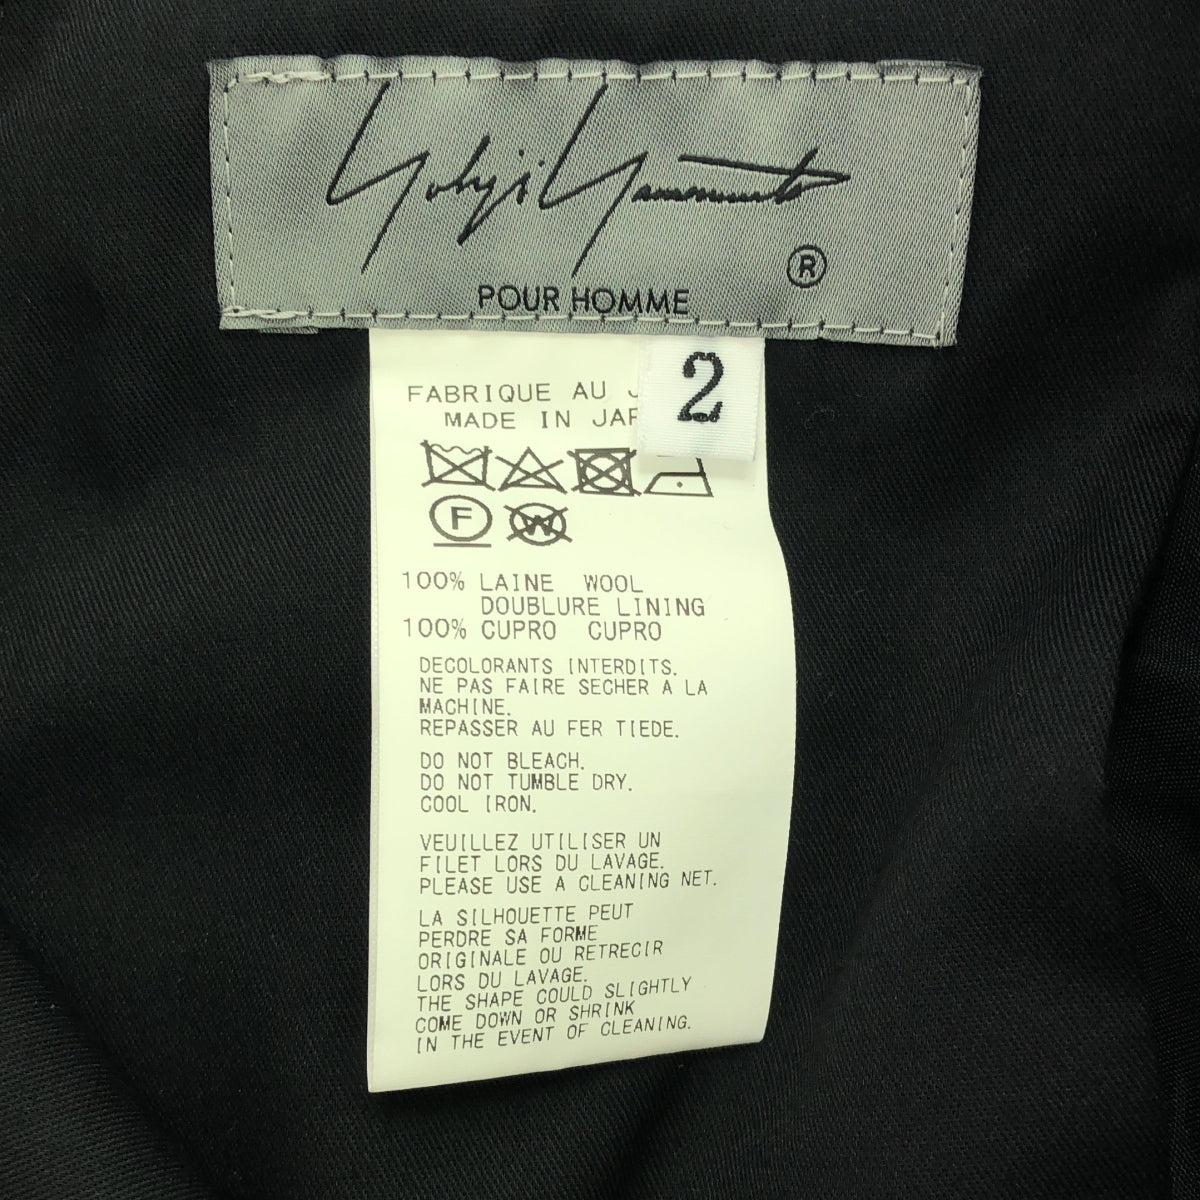 Yohji Yamamoto
®
POUR HOMME
2
FABRIQUE AU
MADE IN
F
W
100% LAINE WOOL
DOUBLURE LINING
100% CUPRO CUPRO
DECOLORANTS INTERDITS.
NE PAS FAIRE SECHER A LA
MACHINE.
REPASSER AU FER TIEDE.
DO NOT BLEACH.
DO NOT TUMBLE DRY.
COOL IRON.
VEUILLEZ UTILISER UN
FILET LORS DU LAVAGE.
PLEASE USE A CLEANING NET.
LA SILHOUETTE PEUT
PERDRE SA FORME
ORIGINALE OU RETRECIR
LORS DU LAVAGE.
THE SHAPE COULD SLIGHTLY
COME DOWN OR SHRINK
IN THE EVENT OF CLEANING.